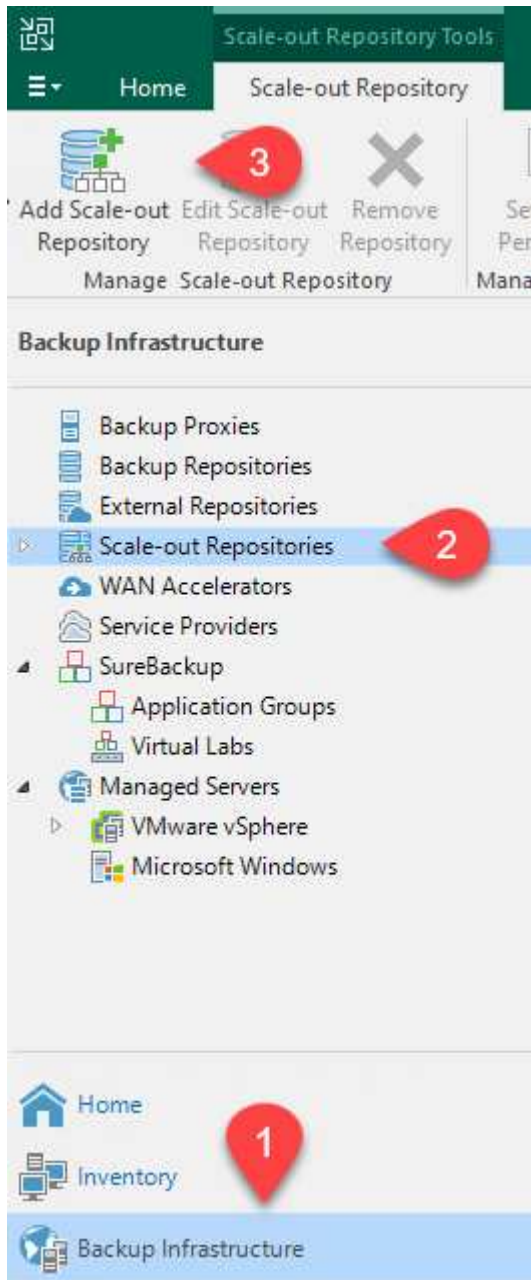 Scale-out Repository Tools
Home Scale-out Repository
3
Add Scale-out Edit Scale-out Remove
Repository Repository Repository
Manage Scale-out Repository
Backup Infrastructure
Backup Proxies
Backup Repositories
External Repositories
Scale-out Repositories 2
WAN Accelerators
Service Providers
SureBackup
Application Groups
Virtual Labs
Managed Servers
VMware vSphere
Microsoft Windows
Home
1
Inventory
Backup Infrastructure